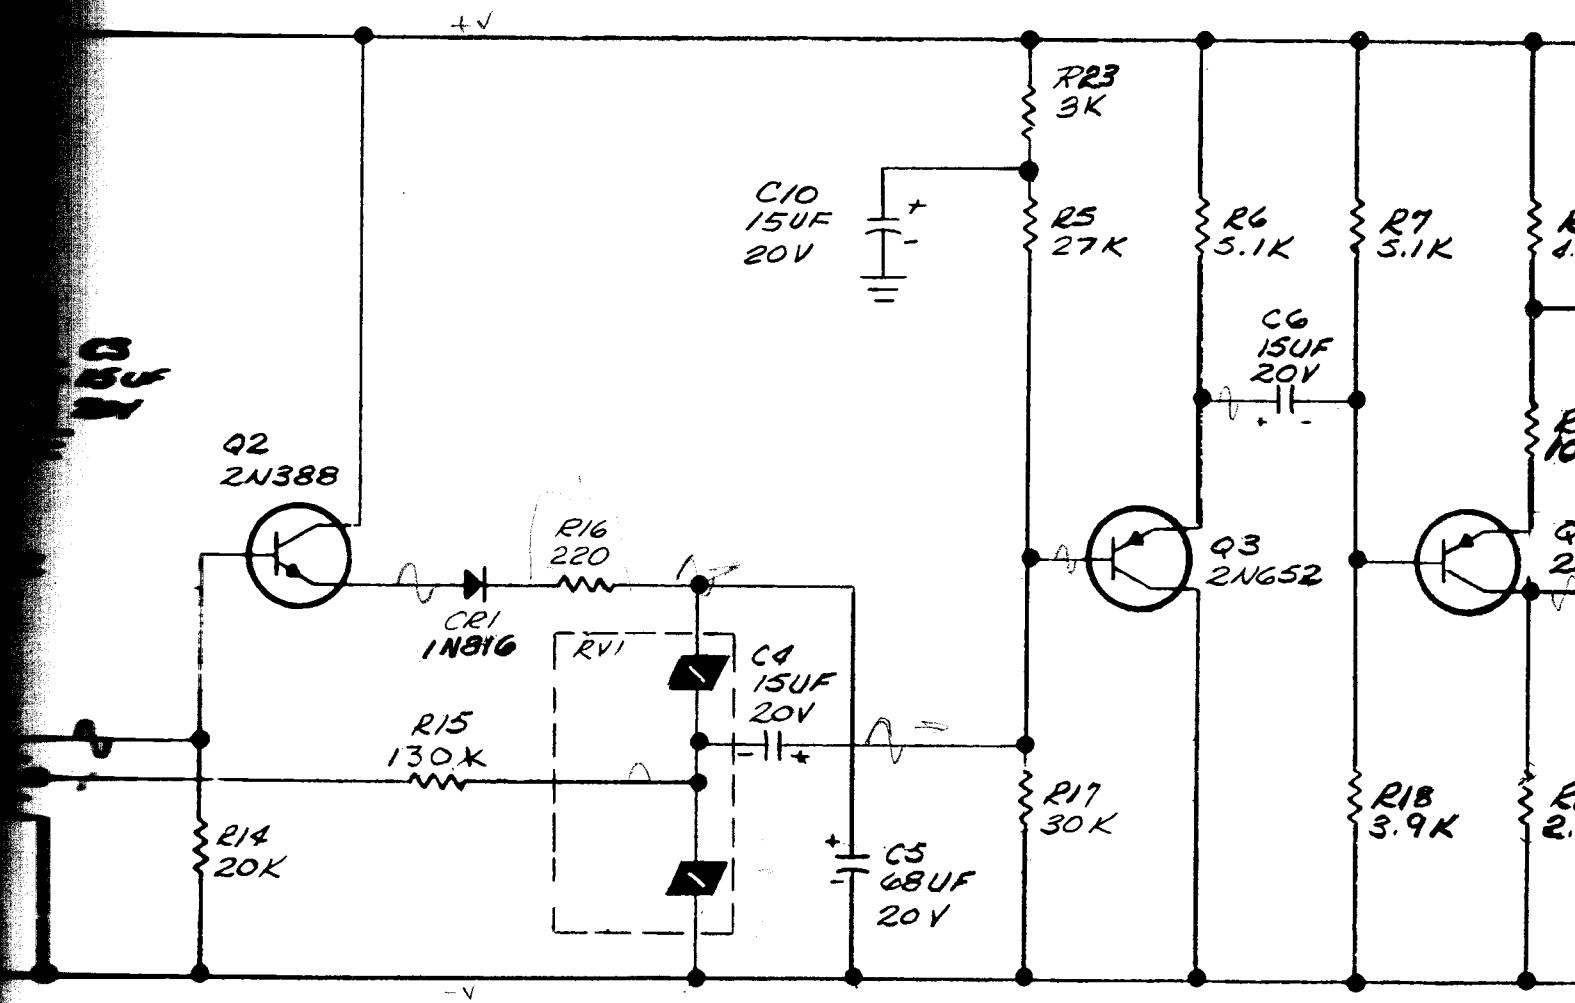 +V
R23
3K
C10
15UF
20V
+
-
R5
27K
R6
5.1K
R7
5.1K
C6
15UF
20V
+ -
C3
15UF
Q2
2N388
R16
220
CR1
RV1
C4
15UF
20V
- +
Q3
2N652
R15
130K
R14
20K
R17
30K
R18
3.9K
+
-
C5
68UF
20V
-V